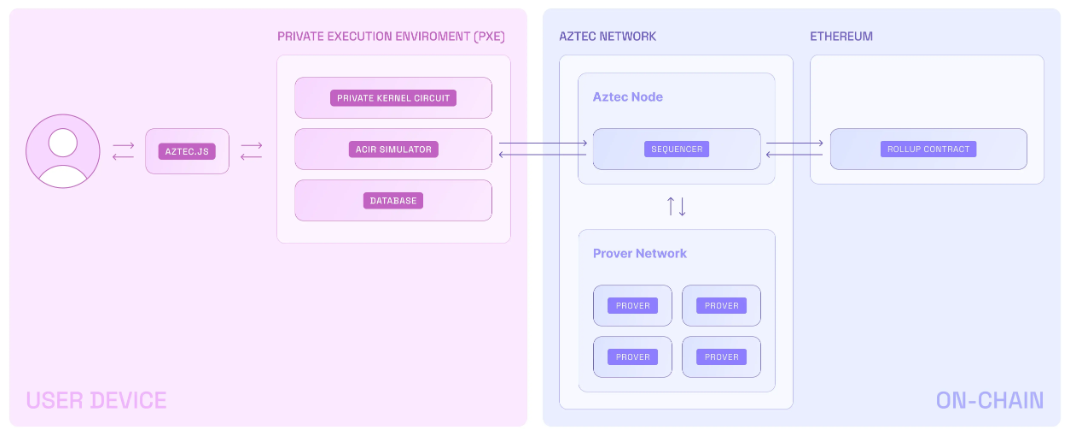 PRIVATE EXECUTION ENVIROMENT (PXE)
PRIVATE KERNEL CIRCUIT
AZTEC.JS
ACIR SIMULATOR
DATABASE
USER DEVICE
AZTEC NETWORK
Aztec Node
SEQUENCER
Prover Network
PROVER
PROVER
PROVER
PROVER
ETHEREUM
ROLLUP CONTRACT
ON-CHAIN